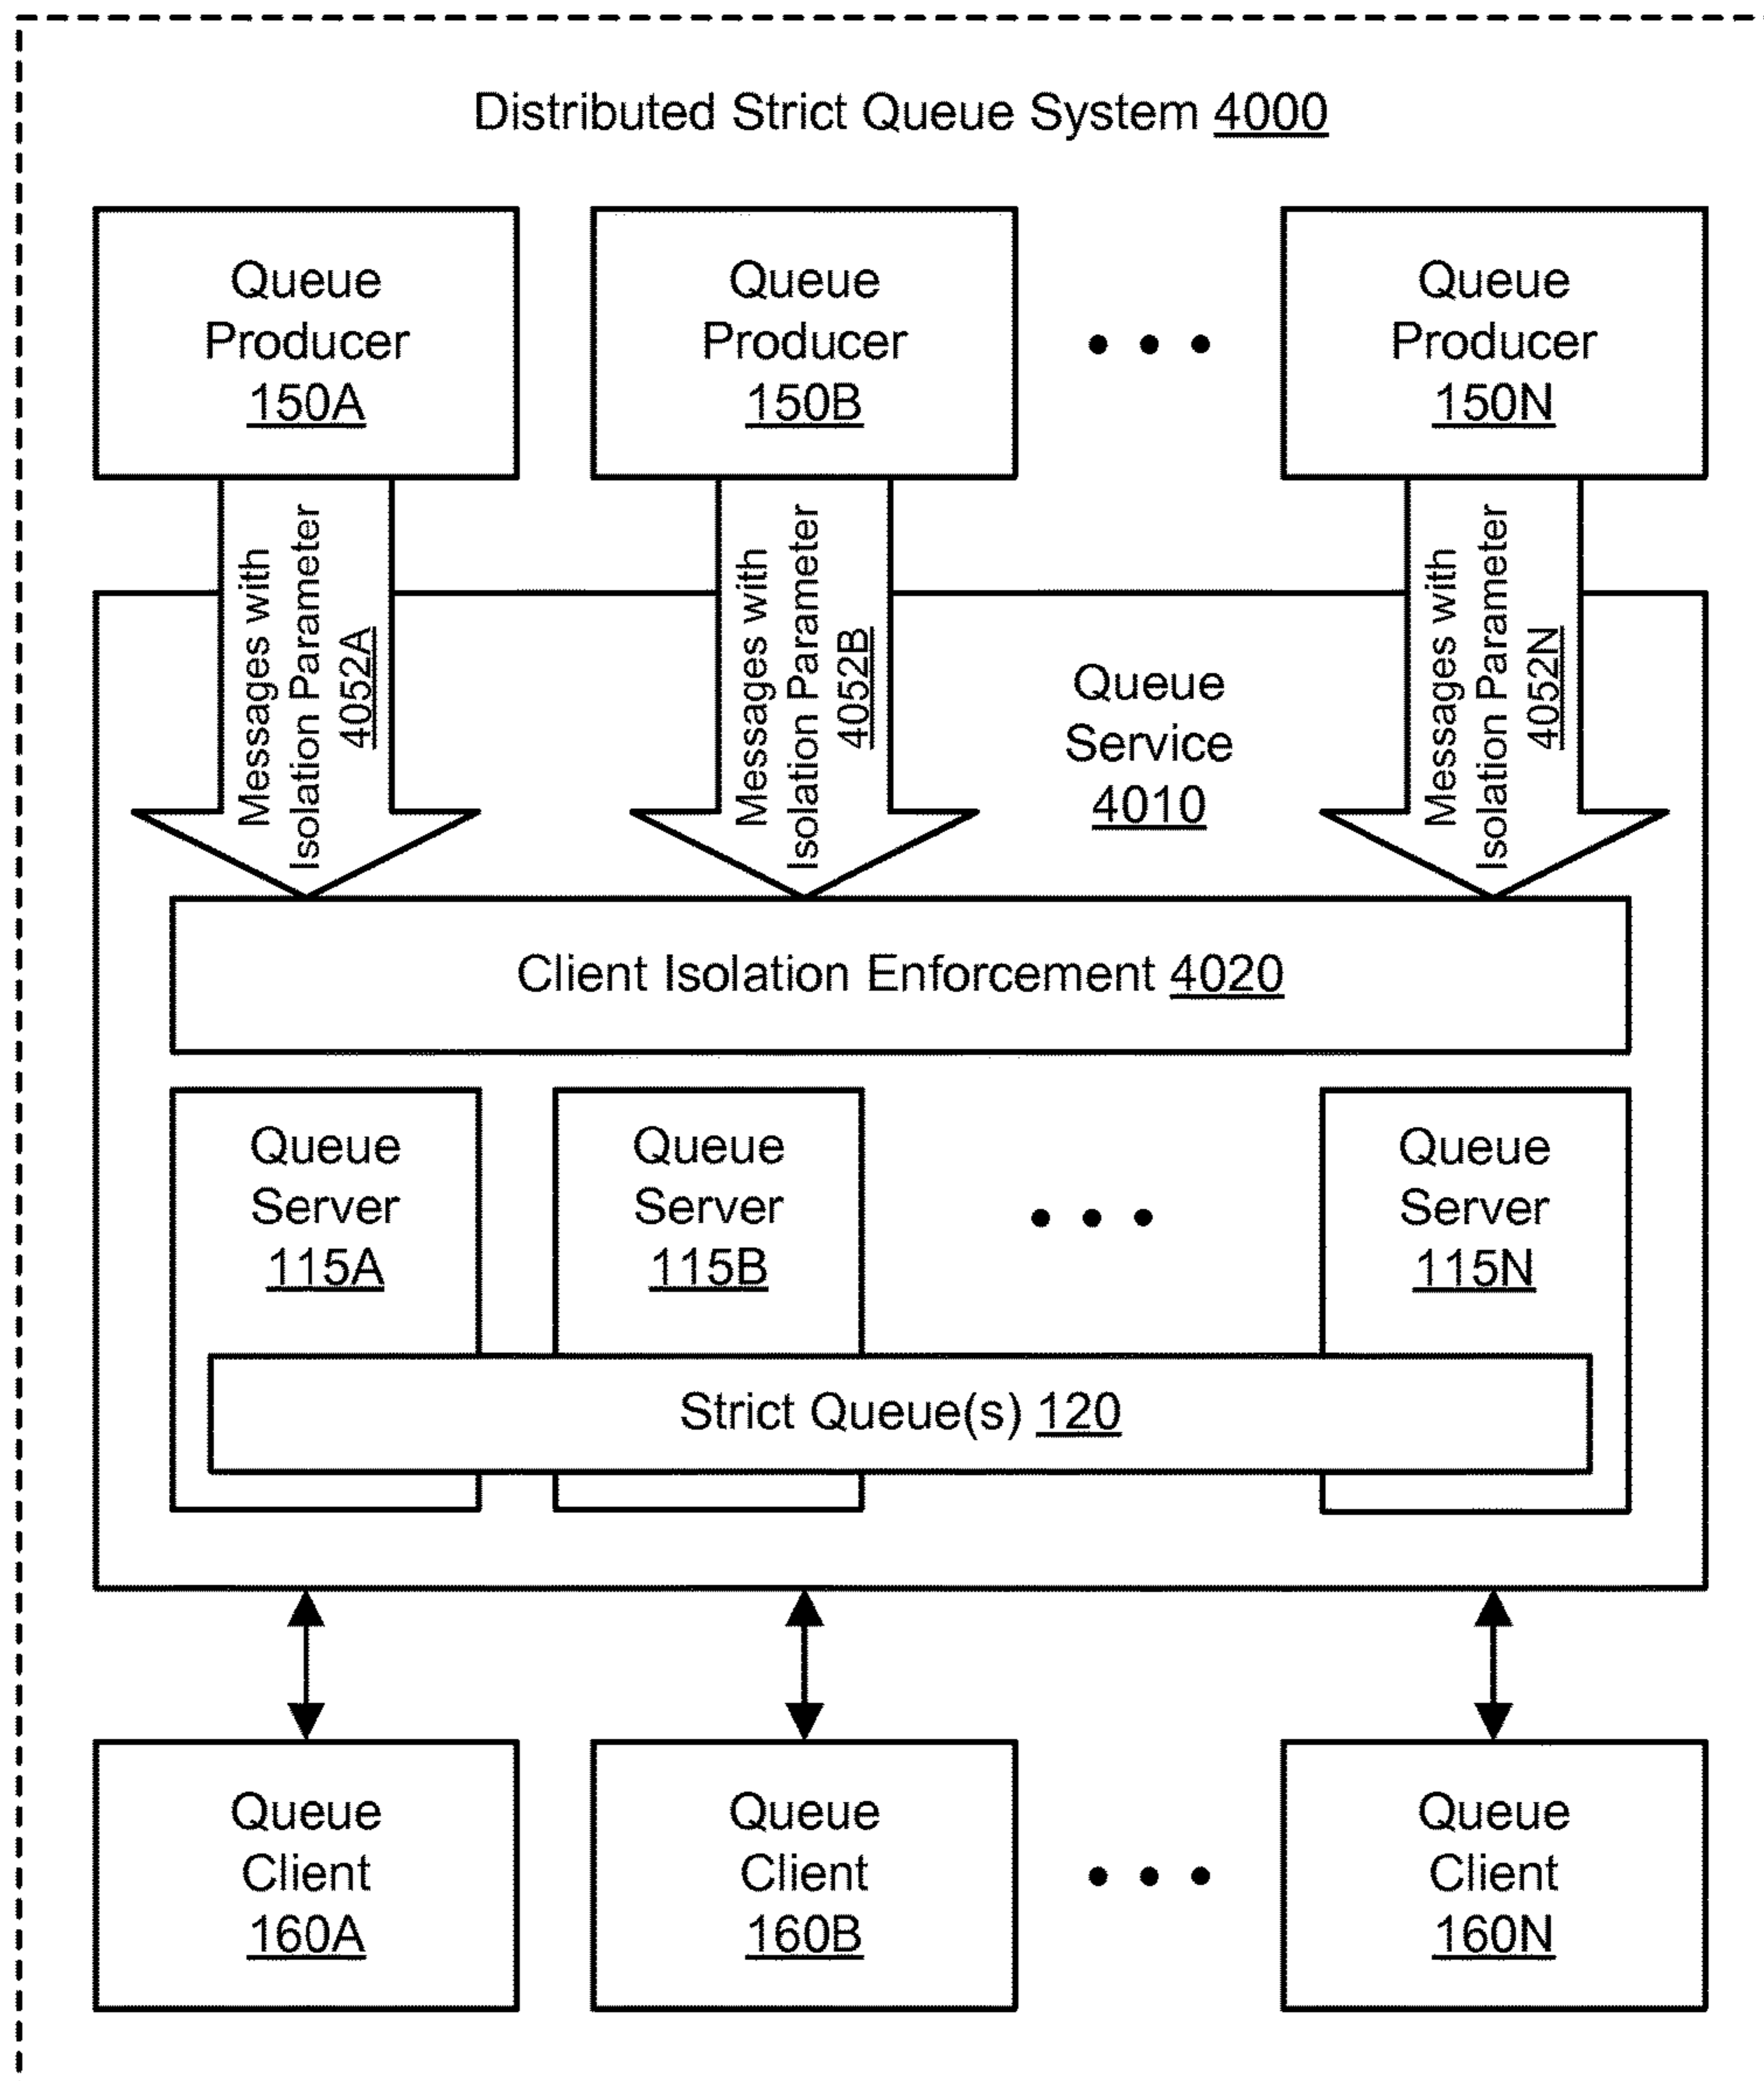 Distributed Strict Queue System 4000
Queue
Producer
150A
Queue
Producer
150B
Queue
Producer
150N
Messages with
Isolation Parameter
4052A
Messages with
Isolation Parameter
4052B
Queue
Service
4010
Messages with
Isolation Parameter
4052N
Client Isolation Enforcement 4020
Queue
Server
115A
Queue
Server
115B
Queue
Server
115N
Strict Queue(s) 120
Queue
Client
160A
Queue
Client
160B
Queue
Client
160N